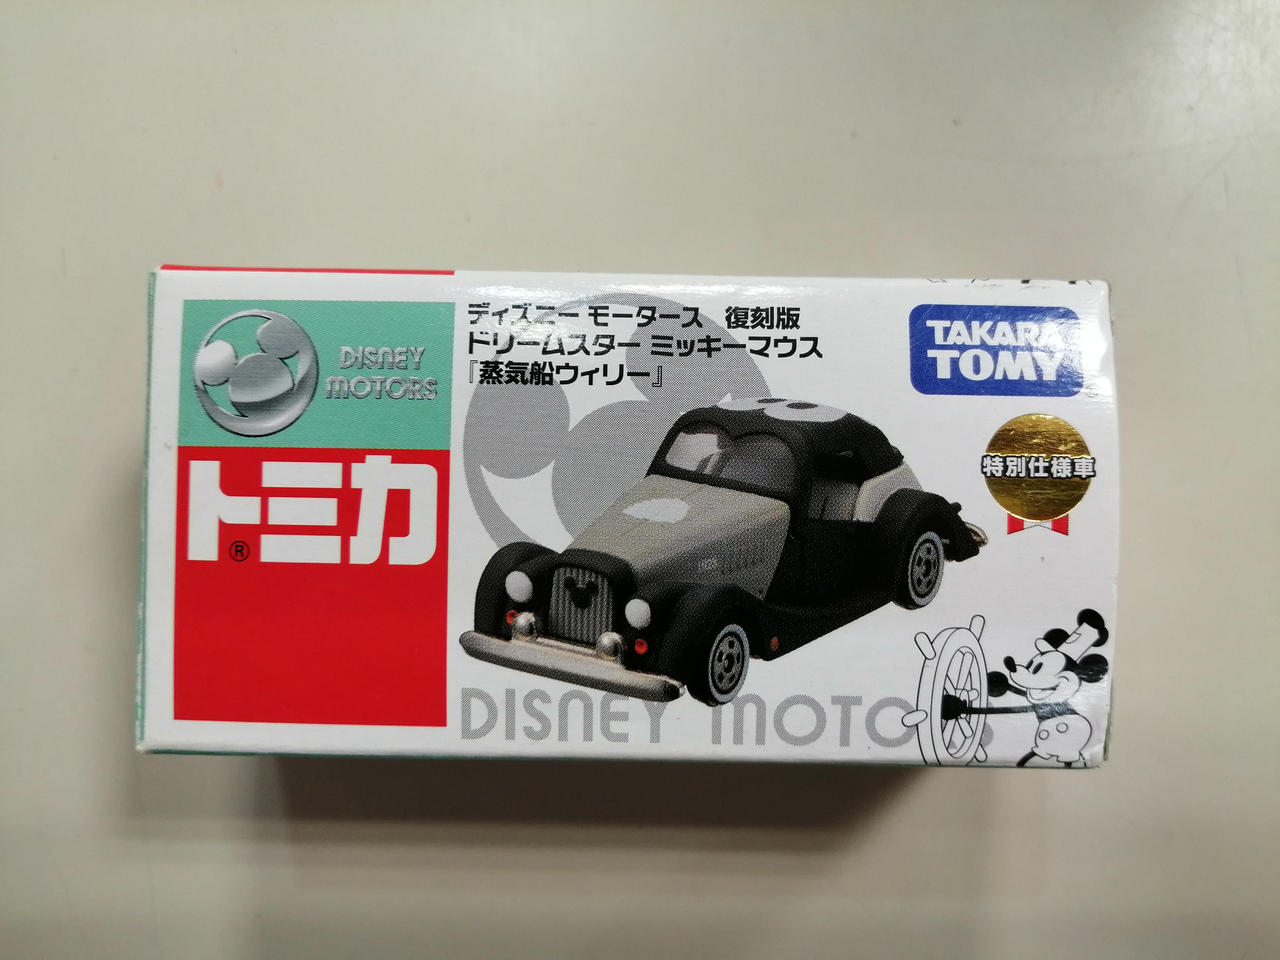 DISNEY
MOTORS
トミカ
®
ディズニー モータース 復刻版
ドリームスター ミッキーマウス
『蒸気船ウィリー』
TAKARA
TOMY
特別仕様車
1928
DISNEY MOTORS